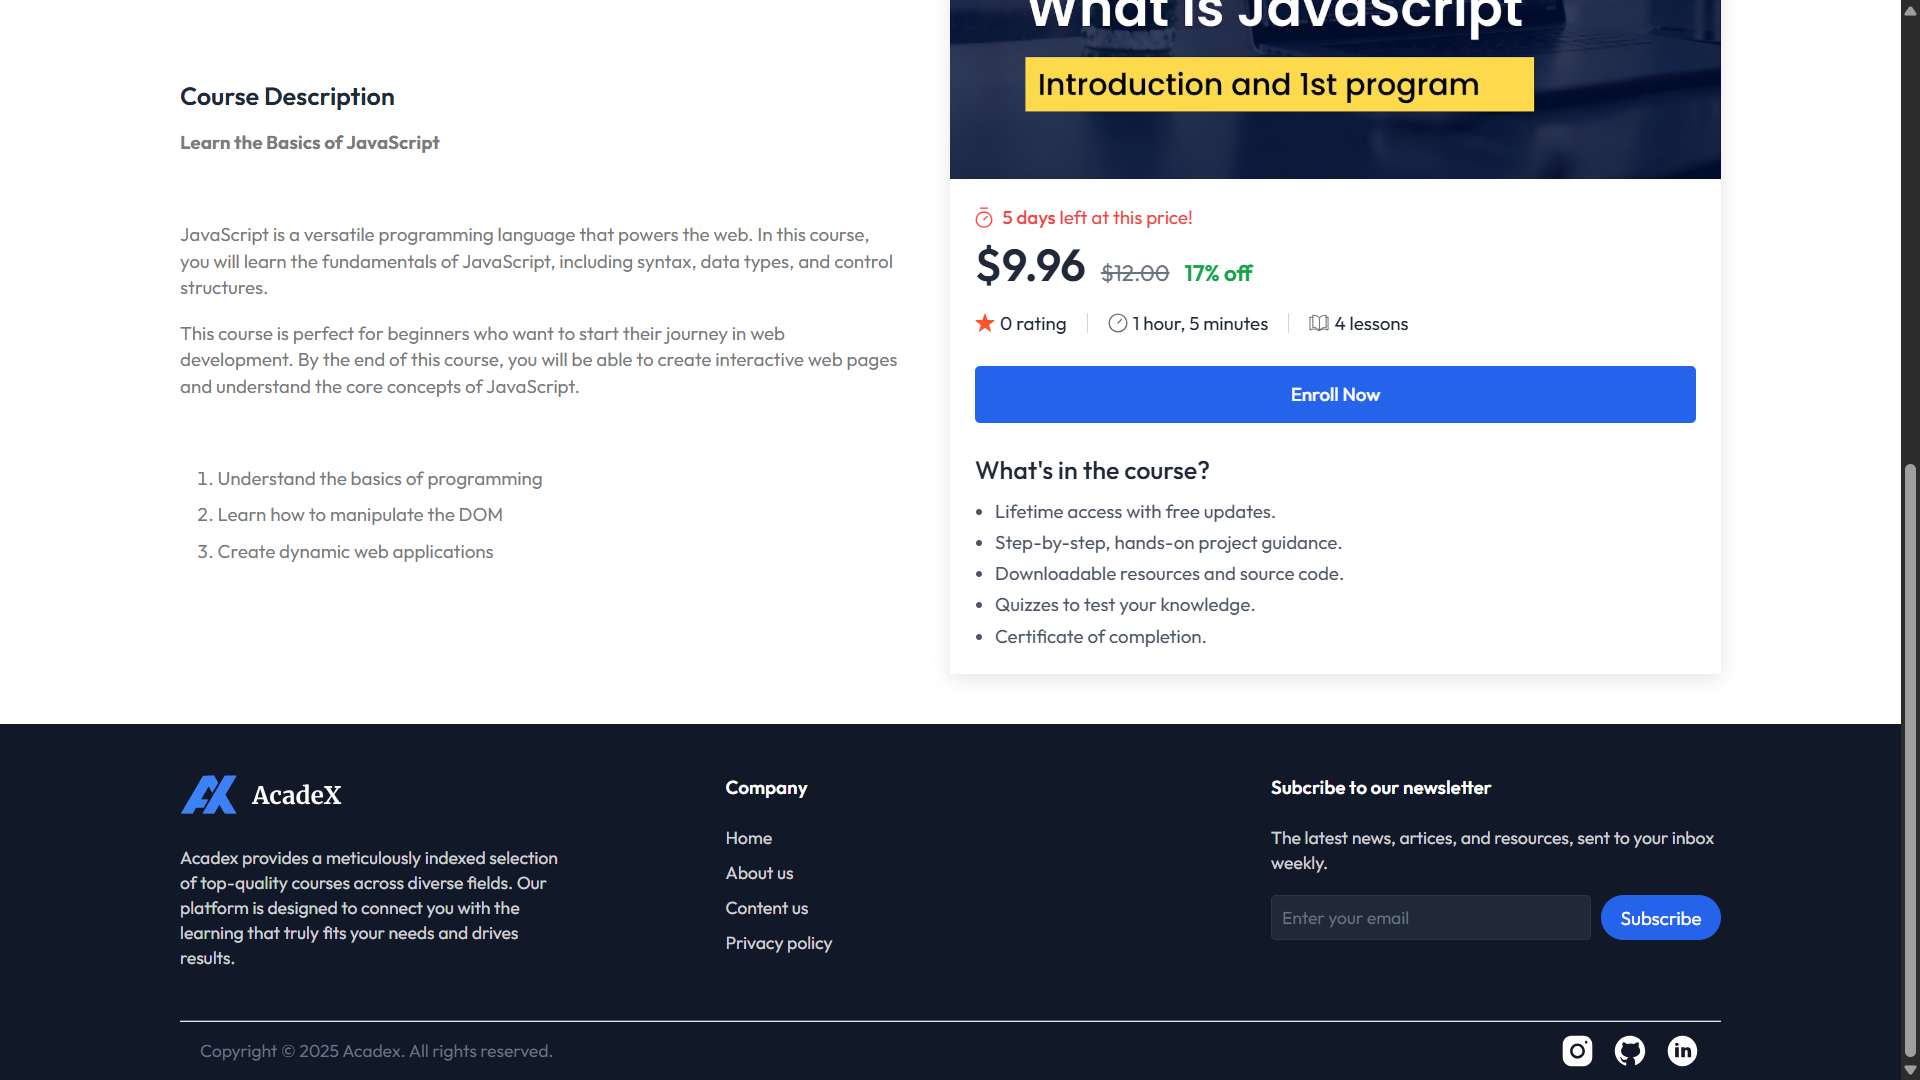 What is JavaScript
Introduction and 1st program
Course Description
Learn the Basics of JavaScript
JavaScript is a versatile programming language that powers the web. In this course,
you will learn the fundamentals of JavaScript, including syntax, data types, and control
structures.
This course is perfect for beginners who want to start their journey in web
development. By the end of this course, you will be able to create interactive web pages
and understand the core concepts of JavaScript.
1. Understand the basics of programming
2. Learn how to manipulate the DOM
3. Create dynamic web applications
5 days left at this price!
$9.96 $12.00 17% off
0 rating 1 hour, 5 minutes 4 lessons
Enroll Now
What's in the course?
• Lifetime access with free updates.
• Step-by-step, hands-on project guidance.
• Downloadable resources and source code.
• Quizzes to test your knowledge.
• Certificate of completion.
AcadeX
Acadex provides a meticulously indexed selection
of top-quality courses across diverse fields. Our
platform is designed to connect you with the
learning that truly fits your needs and drives
results.
Company
Home
About us
Content us
Privacy policy
Subcribe to our newsletter
The latest news, artices, and resources, sent to your inbox
weekly.
Enter your email
Subscribe
Copyright © 2025 Acadex. All rights reserved.
in